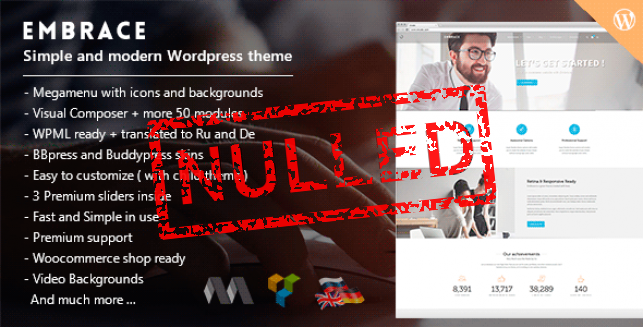 EMBRACE
Simple and modern Wordpress theme
- Megamenu with icons and backgrounds
- Visual Composer + more 50 modules
- WPML ready + translated to Ru and De
- BBpress and Buddypress skins
- Easy to customize ( with child theme )
- 3 Premium sliders inside
- Fast and Simple in use
- Premium support
- Woocommerce shop ready
- Video Backgrounds
And much more ...
NULLED
EMBRACE
LET'S GET STARTED !
Retina & Responsive Ready
Our achievements
8,391
13,717
38,289
140